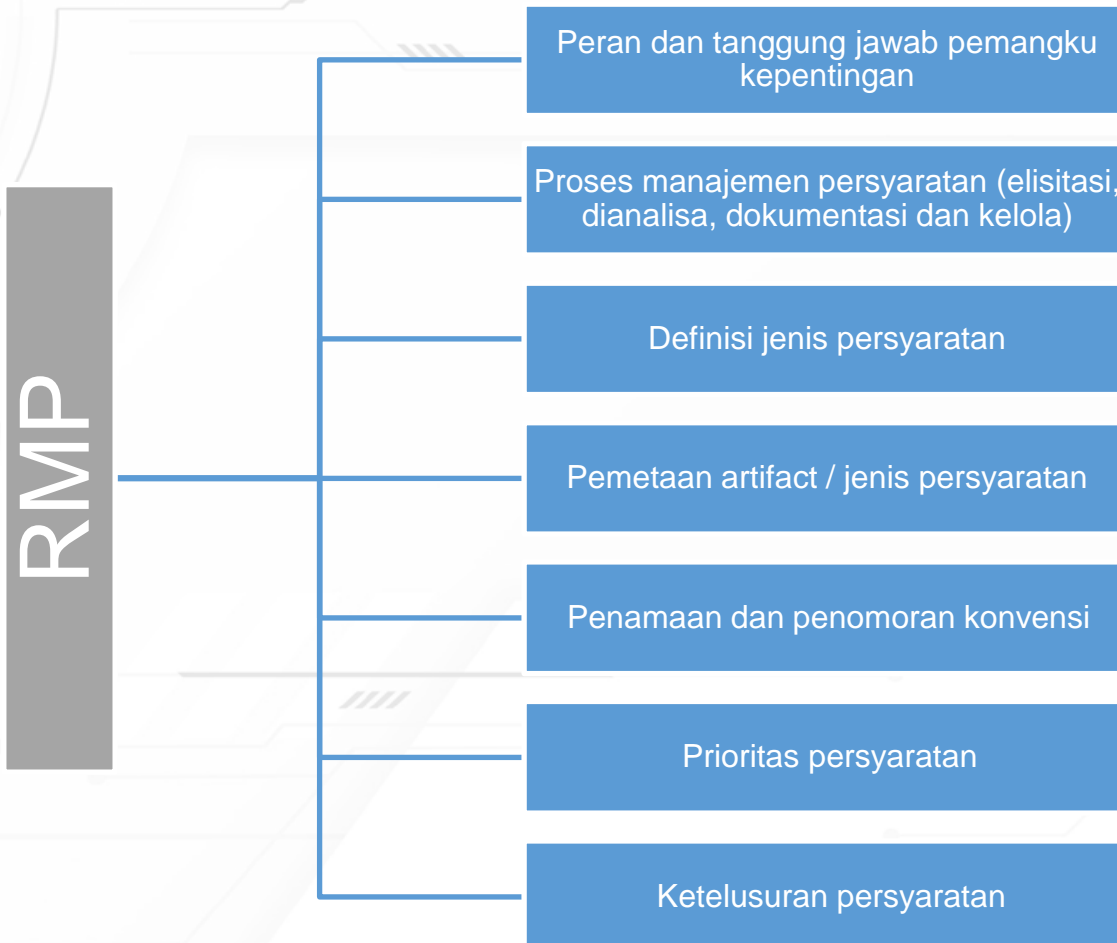 RMP
Peran dan tanggung jawab pemangku
kepentingan
Proses manajemen persyaratan (elisitasi,
dianalisa, dokumentasi dan kelola)
Definisi jenis persyaratan
Pemetaan artifact / jenis persyaratan
Penamaan dan penomoran konvensi
Prioritas persyaratan
Ketelusuran persyaratan